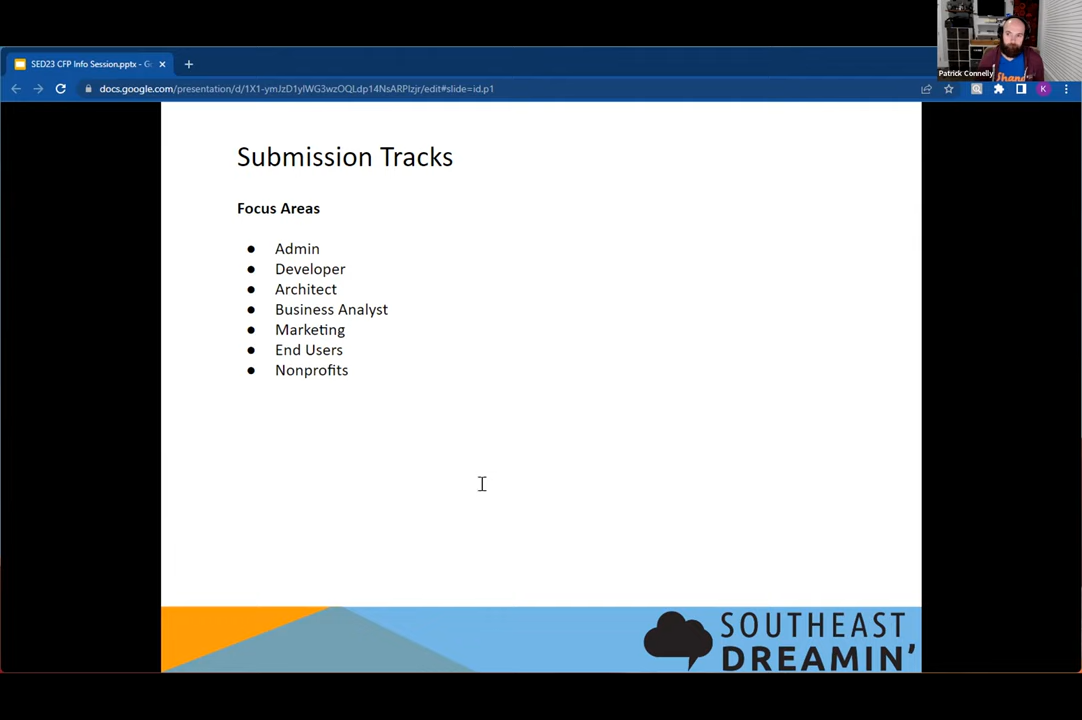 SED23 CFP Info Session.pptx - Go
docs.google.com/presentation/d/1X1-ymJzD1ylWG3wzOQLdp14NsARPlzjr/edit#slide=id.p1
K
Patrick Connelly
Submission Tracks
Focus Areas
● Admin
● Developer
● Architect
● Business Analyst
● Marketing
● End Users
● Nonprofits
SOUTHEAST
DREAMIN'